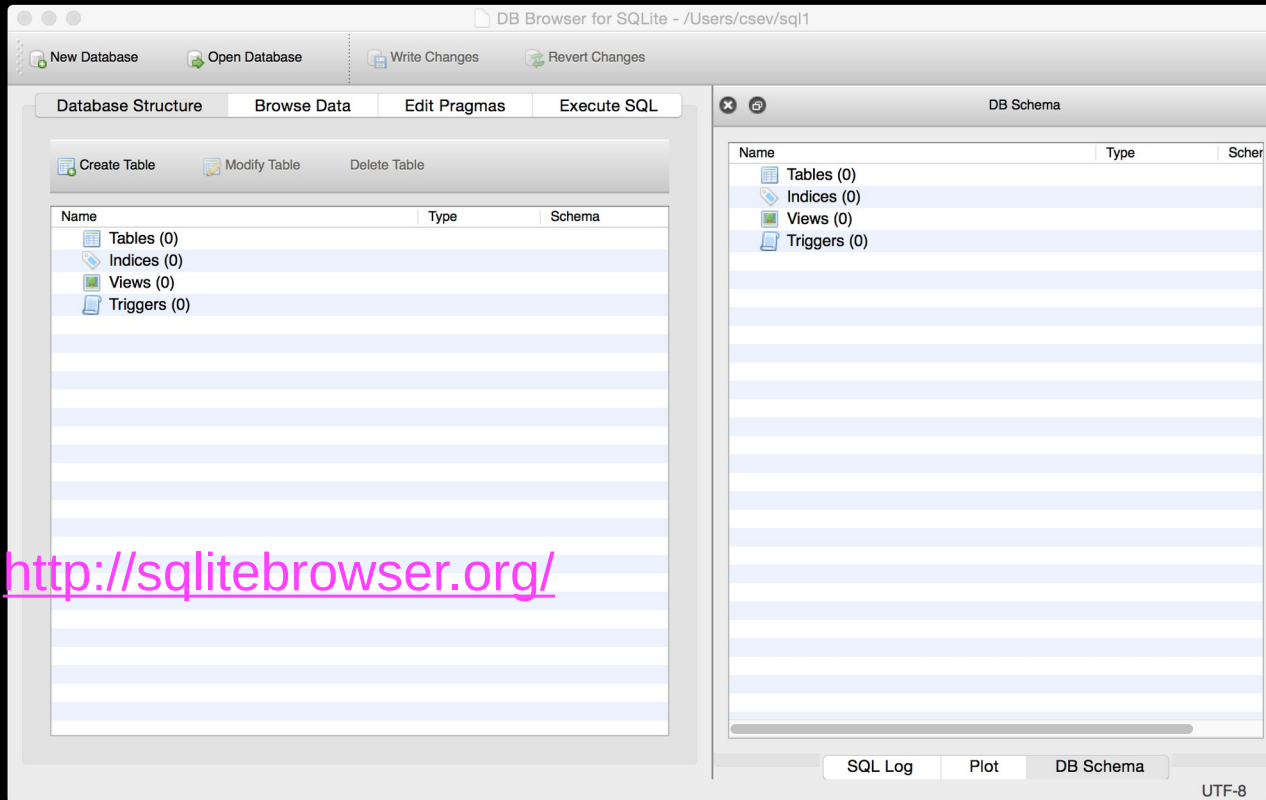 DB Browser for SQLite - /Users/csev/sql1
New Database Open Database Write Changes Revert Changes
Database Structure Browse Data Edit Pragmas Execute SQL
Create Table Modify Table Delete Table
Name Type Schema
Tables (0)
Indices (0)
Views (0)
Triggers (0)
http://sqlitebrowser.org/
DB Schema
Name Type Schem
Tables (0)
Indices (0)
Views (0)
Triggers (0)
SQL Log Plot DB Schema
UTF-8